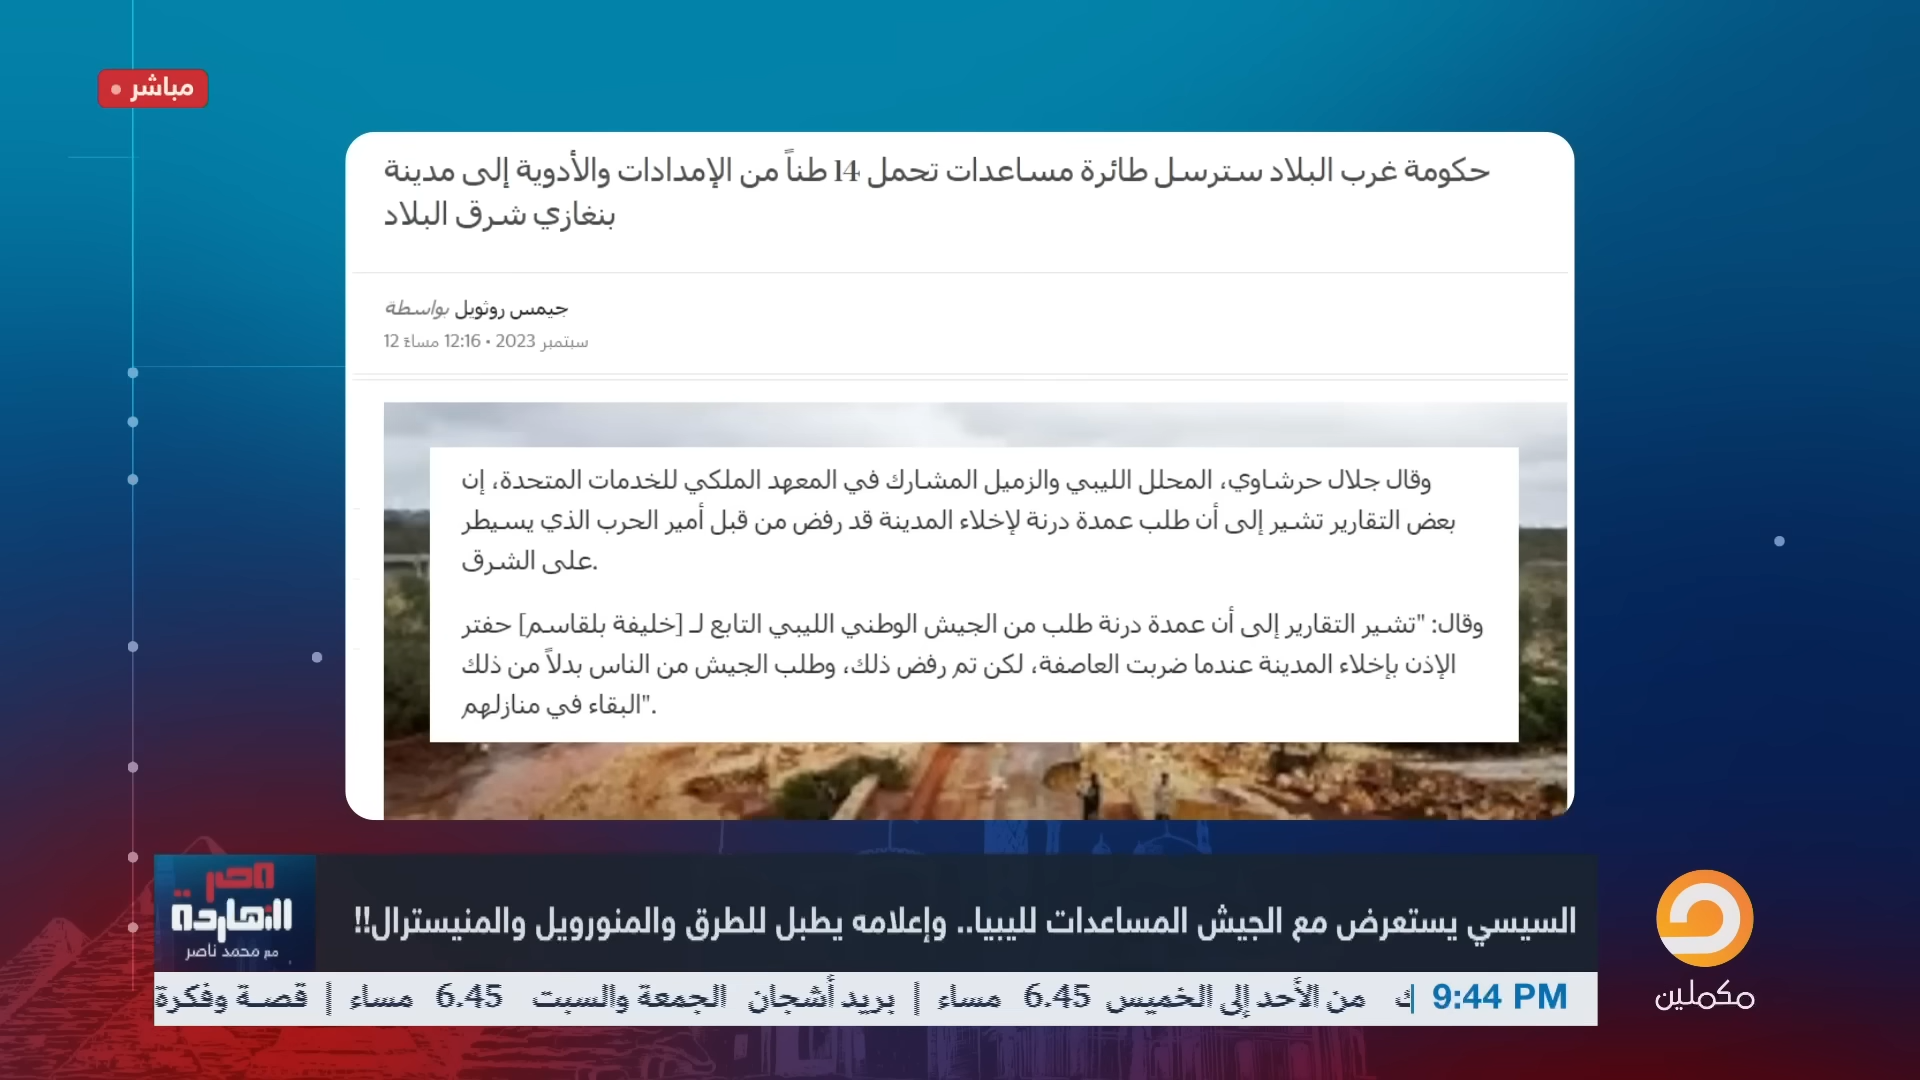 مباشر
حكومة غرب البلاد سترسل طائرة مساعدات تحمل 14 طناً من الإمدادات والأدوية إلى مدينة
بنغازي شرق البلاد
جيمس روثويل بواسطة
سبتمبر 2023 • 12:16 مساءً 12
وقال جلال حرشاوي، المحلل الليبي والزميل المشارك في المعهد الملكي للخدمات المتحدة، إن
بعض التقارير تشير إلى أن طلب عمدة درنة لإخلاء المدينة قد رفض من قبل أمير الحرب الذي يسيطر
على الشرق.
وقال: "تشير التقارير إلى أن عمدة درنة طلب من الجيش الوطني الليبي التابع لـ [خليفة بلقاسم] حفتر
الإذن بإخلاء المدينة عندما ضربت العاصفة، لكن تم رفض ذلك، وطلب الجيش من الناس بدلاً من ذلك
البقاء في منازلهم".
مصر
النهاردة
مع محمد ناصر
السيسي يستعرض مع الجيش المساعدات لليبيا.. وإعلامه يطبل للطرق والمنورويل والمنيسترال!!
9:44 PM
من الأحد إلى الخميس 6.45 مساء | بريد أشجان الجمعة والسبت 6.45 مساء | قصة وفكرة
مكملين